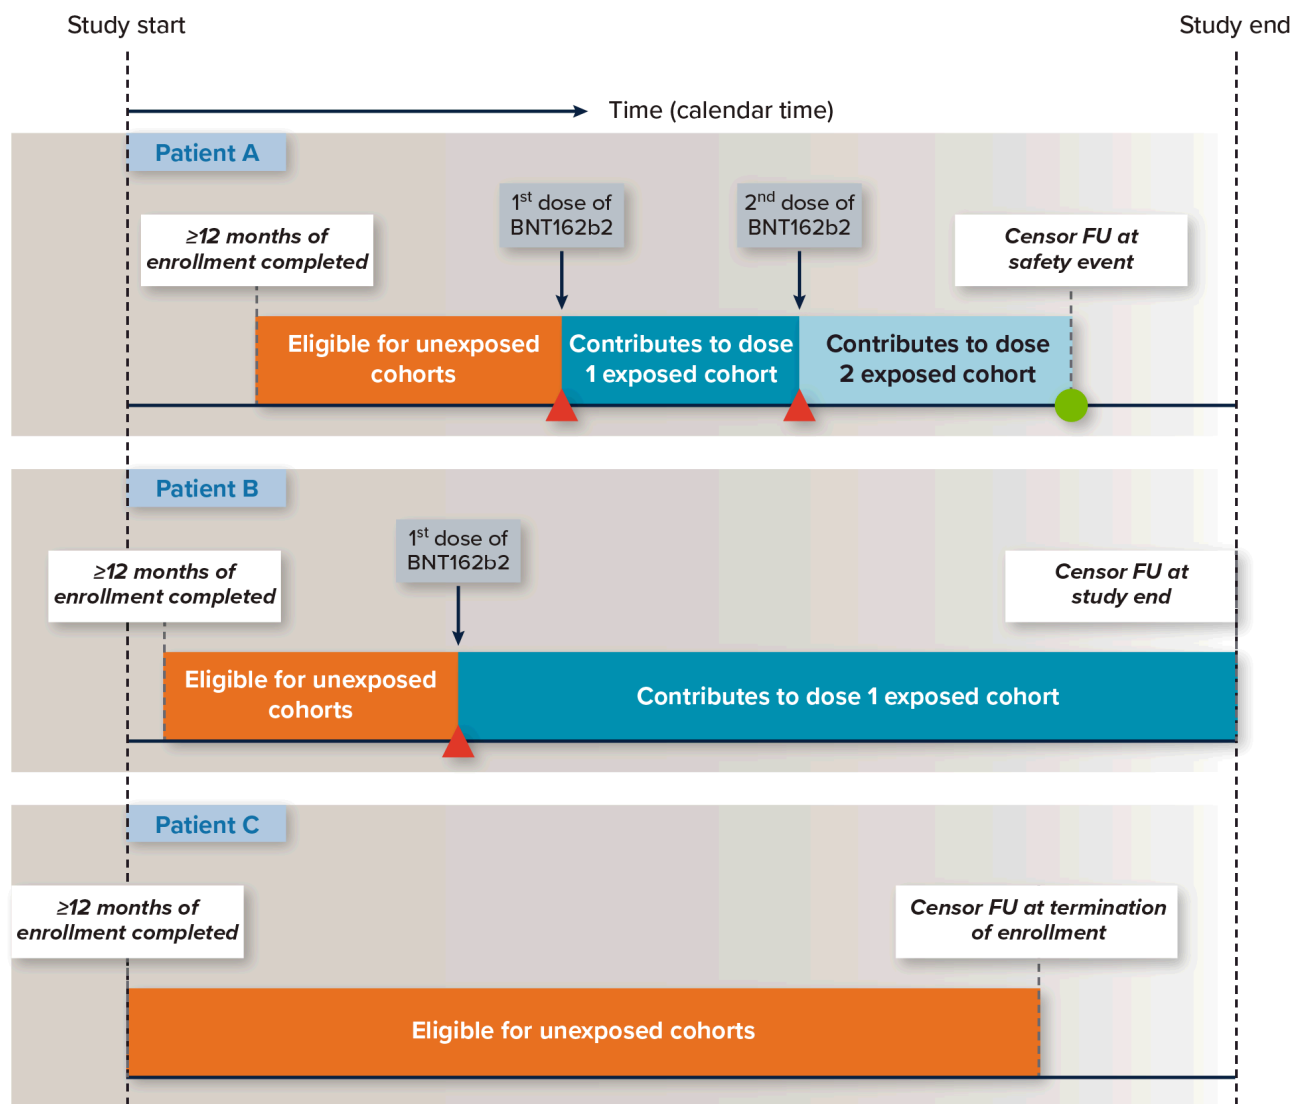 Study start
Study end
Time (calendar time)
Patient A
≥12 months of
enrollment completed
1st dose of
BNT162b2
2nd dose of
BNT162b2
Censor FU at
safety event
Eligible for unexposed
cohorts
Contributes to dose
1 exposed cohort
Contributes to dose
2 exposed cohort
Patient B
≥12 months of
enrollment completed
1st dose of
BNT162b2
Censor FU at
study end
Eligible for unexposed
cohorts
Contributes to dose 1 exposed cohort
Patient C
≥12 months of
enrollment completed
Censor FU at termination
of enrollment
Eligible for unexposed cohorts